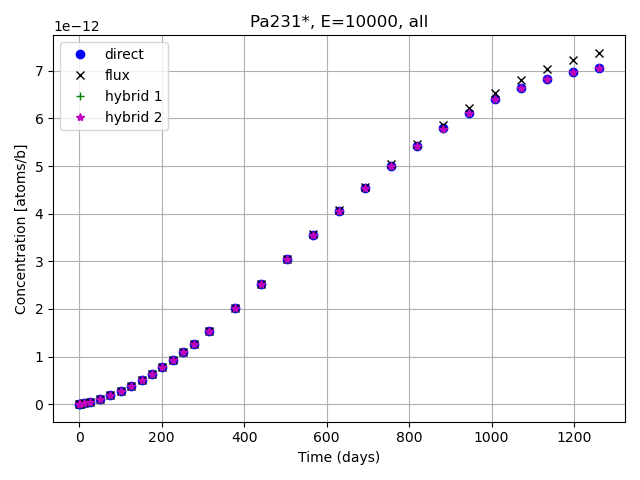 Pa231*, E=10000, all
1e−12
direct
flux
hybrid 1
hybrid 2
7
6
5
4
3
2
1
0
Concentration [atoms/b]
0 200 400 600 800 1000 1200
Time (days)